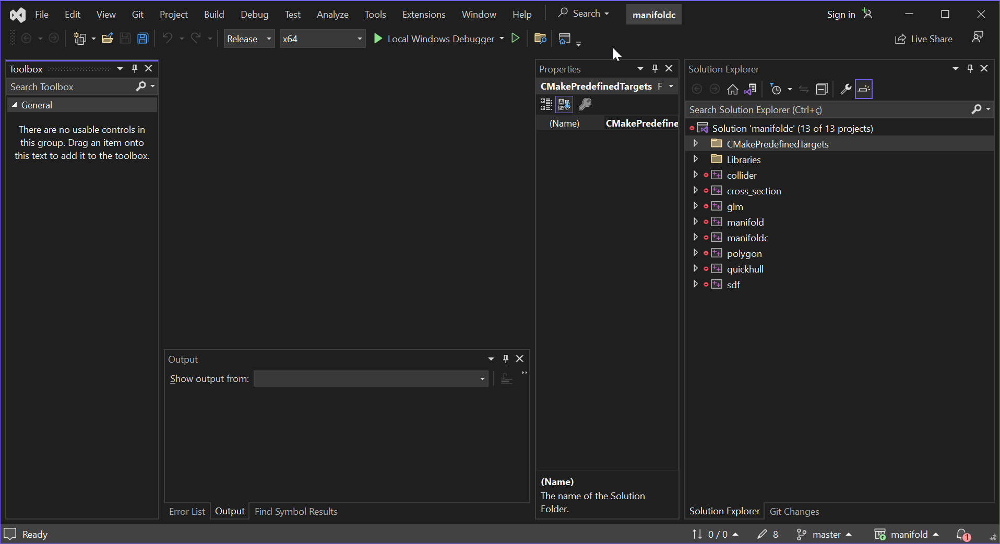 File Edit View Git Project Build Debug Test Analyze Tools Extensions Window Help Search manifoldc Sign in
Release x64 Local Windows Debugger Live Share
Toolbox
Search Toolbox
General
There are no usable controls in
this group. Drag an item onto
this text to add it to the toolbox.
Output
Show output from:
Error List Output Find Symbol Results
Properties
CMakePredefinedTargets F
(Name) CMakePredefine
(Name)
The name of the Solution
Folder.
Solution Explorer
Search Solution Explorer (Ctrl+ç)
Solution 'manifoldc' (13 of 13 projects)
CMakePredefinedTargets
Libraries
collider
cross_section
glm
manifold
manifoldc
polygon
quickhull
sdf
Solution Explorer Git Changes
Ready 0 / 0 8 master manifold 1